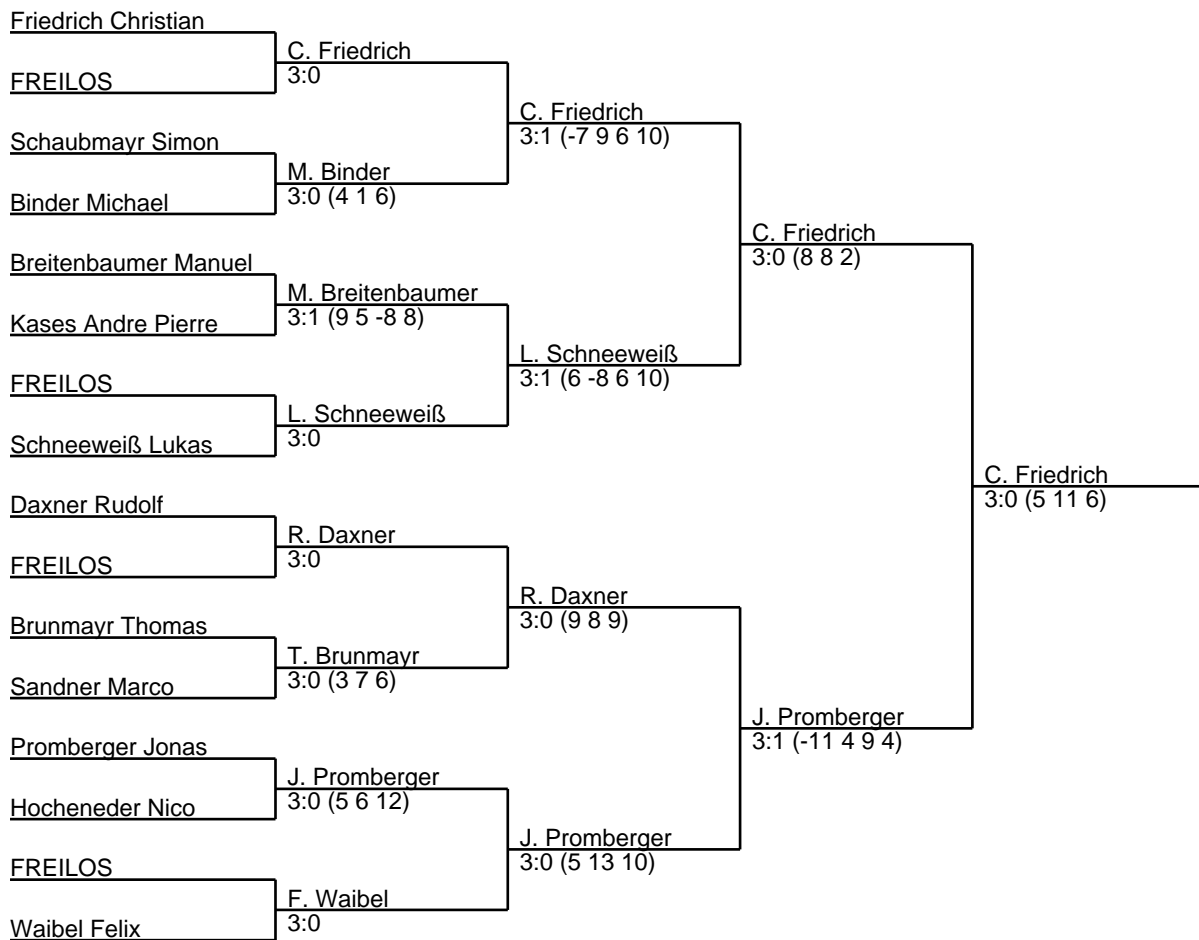 Friedrich Christian
FREILOS
Schaubmayr Simon
Binder Michael
Breitenbaumer Manuel
Kases Andre Pierre
FREILOS
Schneeweiß Lukas
Daxner Rudolf
FREILOS
Brunmayr Thomas
Sandner Marco
Promberger Jonas
Hocheneder Nico
FREILOS
Waibel Felix
C. Friedrich
3:0
M. Binder
3:0 (4 1 6)
M. Breitenbaumer
3:1 (9 5 -8 8)
L. Schneeweiß
3:0
R. Daxner
3:0
T. Brunmayr
3:0 (3 7 6)
J. Promberger
3:0 (5 6 12)
F. Waibel
3:0
C. Friedrich
3:1 (-7 9 6 10)
L. Schneeweiß
3:1 (6 -8 6 10)
R. Daxner
3:0 (9 8 9)
J. Promberger
3:0 (5 13 10)
C. Friedrich
3:0 (8 8 2)
J. Promberger
3:1 (-11 4 9 4)
C. Friedrich
3:0 (5 11 6)